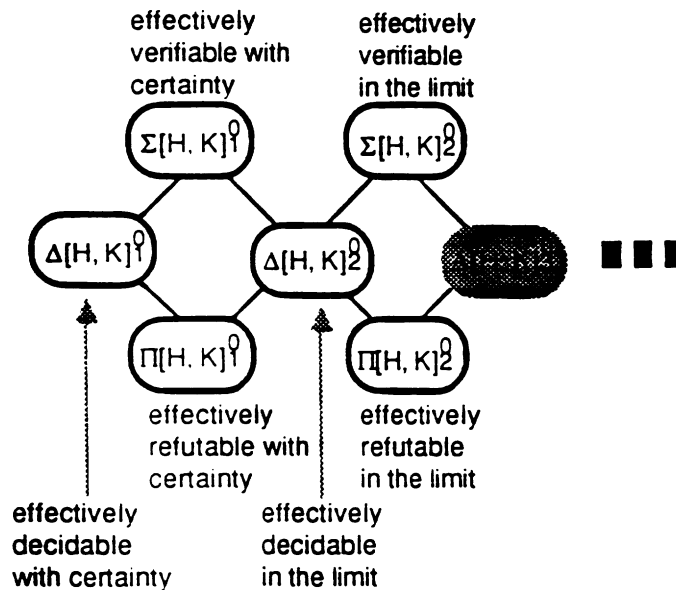 effectively
verifiable with
certainty
effectively
verifiable
in the limit
Σ[H, K]⁰₁
Σ[H, K]⁰₂
Δ[H, K]⁰₁
Δ[H, K]⁰₂
Π[H, K]⁰₁
Π[H, K]⁰₂
effectively
refutable with
certainty
effectively
refutable
in the limit
effectively
decidable
with certainty
effectively
decidable
in the limit